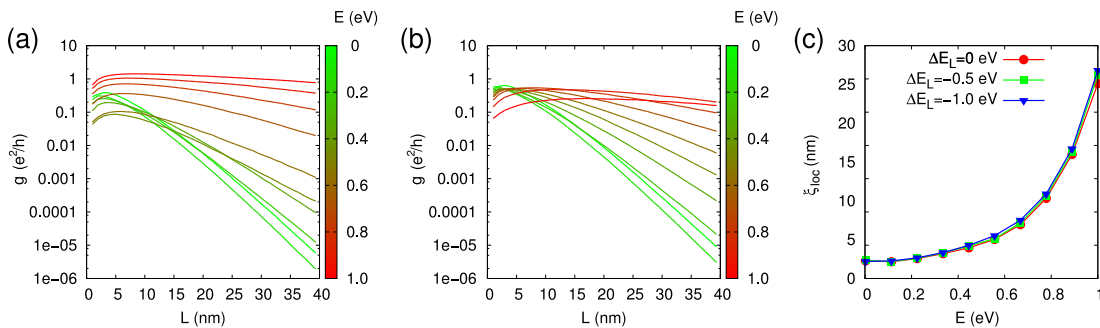 E (eV)
E (eV)
(a)
(b)
(c)
10
1
0.1
0.01
0.001
0.0001
1e−05
1e−06
0 5 10 15 20 25 30 35 40
L (nm)
g (e²/h)
0
0.2
0.4
0.6
0.8
1.0
10
1
0.1
0.01
0.001
0.0001
1e−05
1e−06
0 5 10 15 20 25 30 35 40
L (nm)
g (e²/h)
0
0.2
0.4
0.6
0.8
1.0
30
25
20
15
10
5
0
0 0.2 0.4 0.6 0.8 1
E (eV)
ξloc (nm)
ΔEL=0 eV
ΔEL=−0.5 eV
ΔEL=−1.0 eV